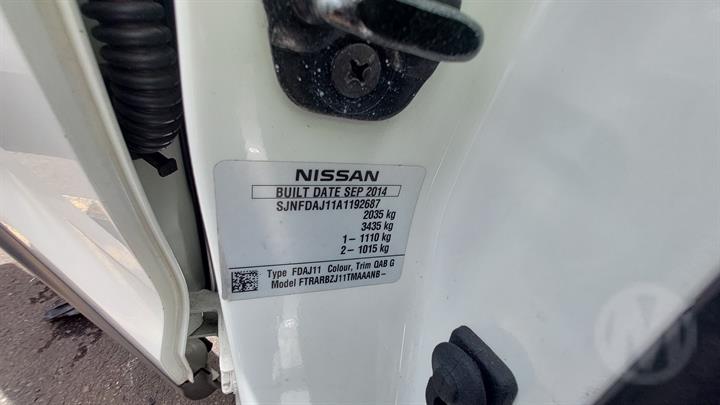 NISSAN
BUILT DATE SEP 2014
SJNFDAJ11A1192687
2035 kg
3435 kg
1- 1110 kg
2- 1015 kg
Type FDAJ11 Colour, Trim QAB G
Model FTRARBZJ11TMAAANB-
M